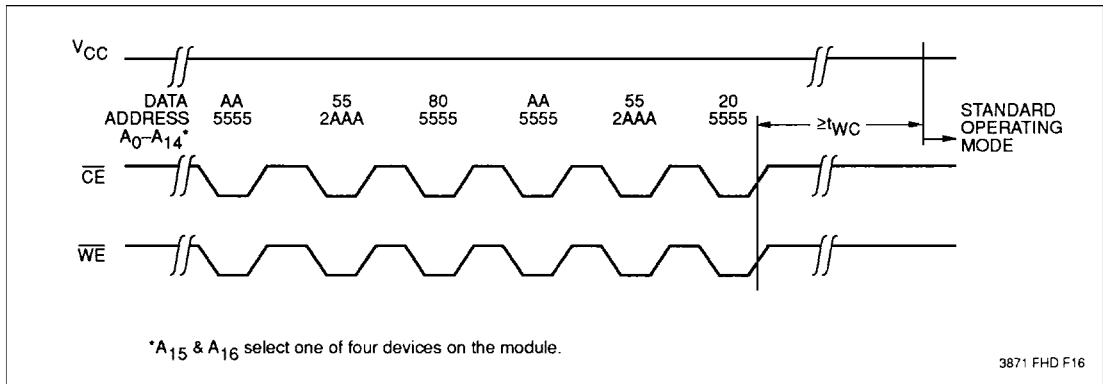 VCC
DATA AA 55 80 AA 55 20
ADDRESS 5555 2AAA 5555 5555 2AAA 5555
A0–A14*
≥tWC
STANDARD
OPERATING
MODE
CE
WE
*A15 & A16 select one of four devices on the module.
3871 FHD F16